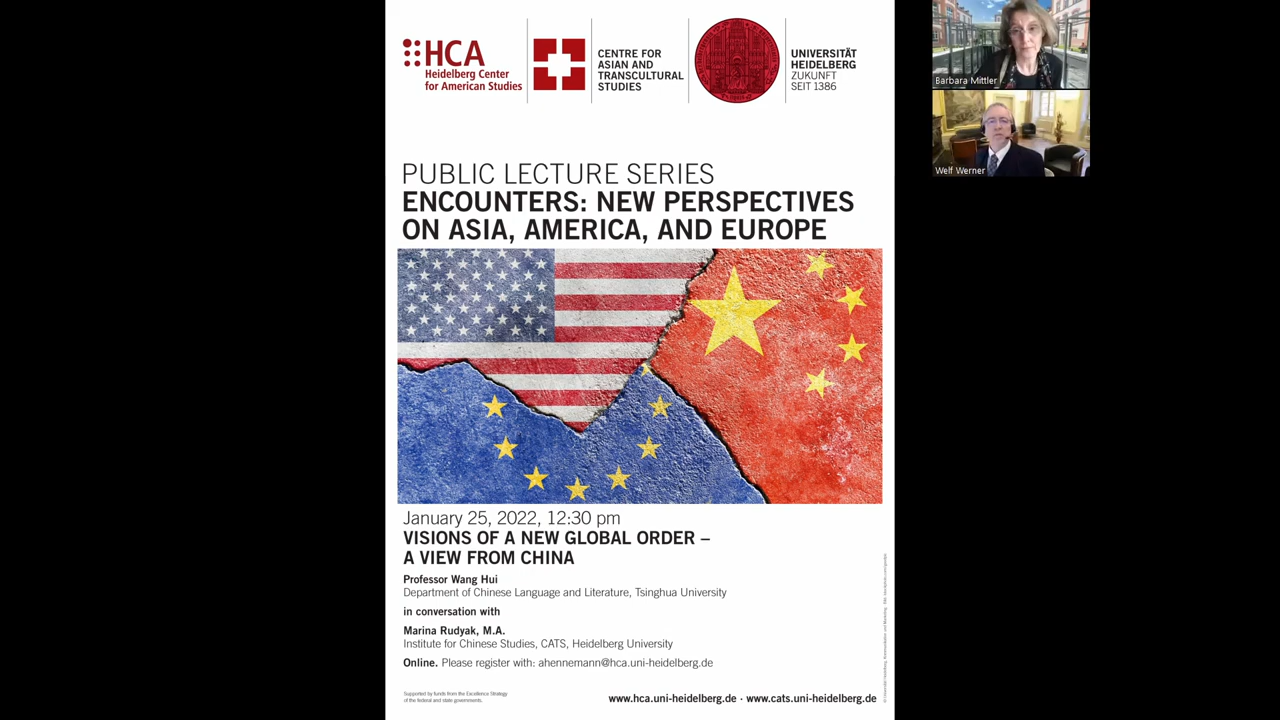 HCA
Heidelberg Center
for American Studies
CENTRE FOR
ASIAN AND
TRANSCULTURAL
STUDIES
UNIVERSITÄT
HEIDELBERG
ZUKUNFT
SEIT 1386
PUBLIC LECTURE SERIES
ENCOUNTERS: NEW PERSPECTIVES
ON ASIA, AMERICA, AND EUROPE
January 25, 2022, 12:30 pm
VISIONS OF A NEW GLOBAL ORDER –
A VIEW FROM CHINA
Professor Wang Hui
Department of Chinese Language and Literature, Tsinghua University
in conversation with
Marina Rudyak, M.A.
Institute for Chinese Studies, CATS, Heidelberg University
Online. Please register with: ahennemann@hca.uni-heidelberg.de
Supported by funds from the Excellence Strategy
of the federal and state governments.
www.hca.uni-heidelberg.de · www.cats.uni-heidelberg.de
Barbara Mittler
Welf Werner